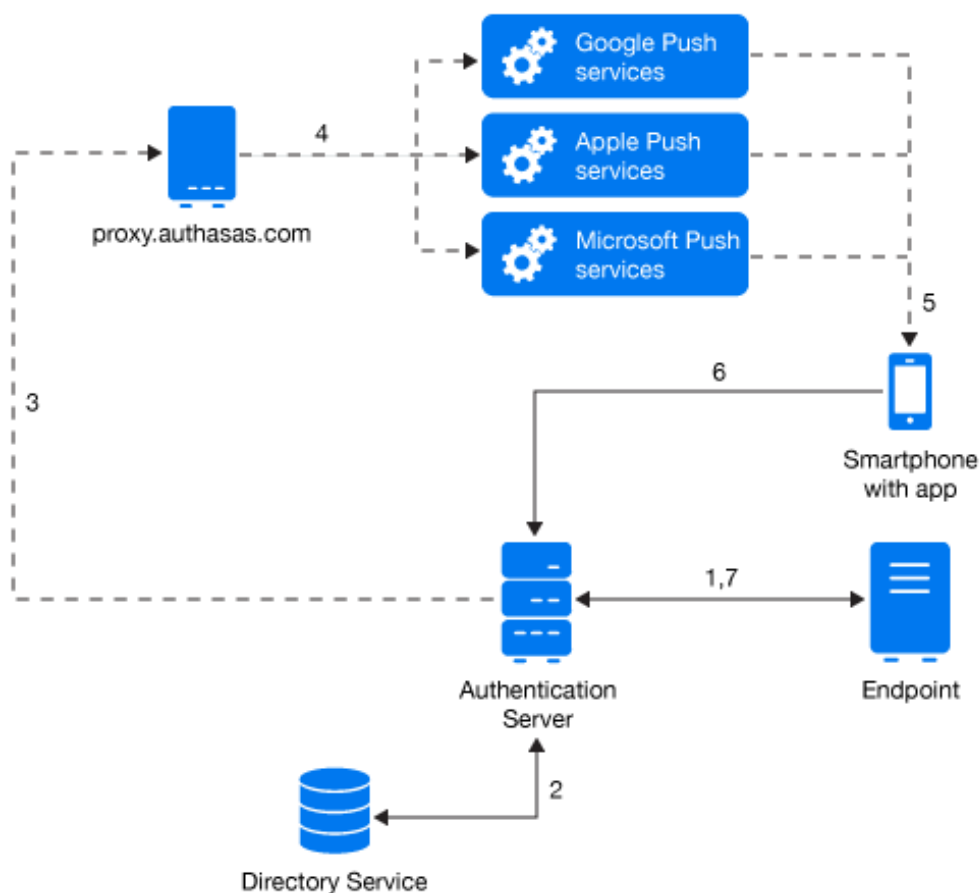 Google Push
services
4
Apple Push
services
proxy.authasas.com
Microsoft Push
services
5
6
3
Smartphone
with app
1,7
Authentication
Server
Endpoint
2
Directory Service